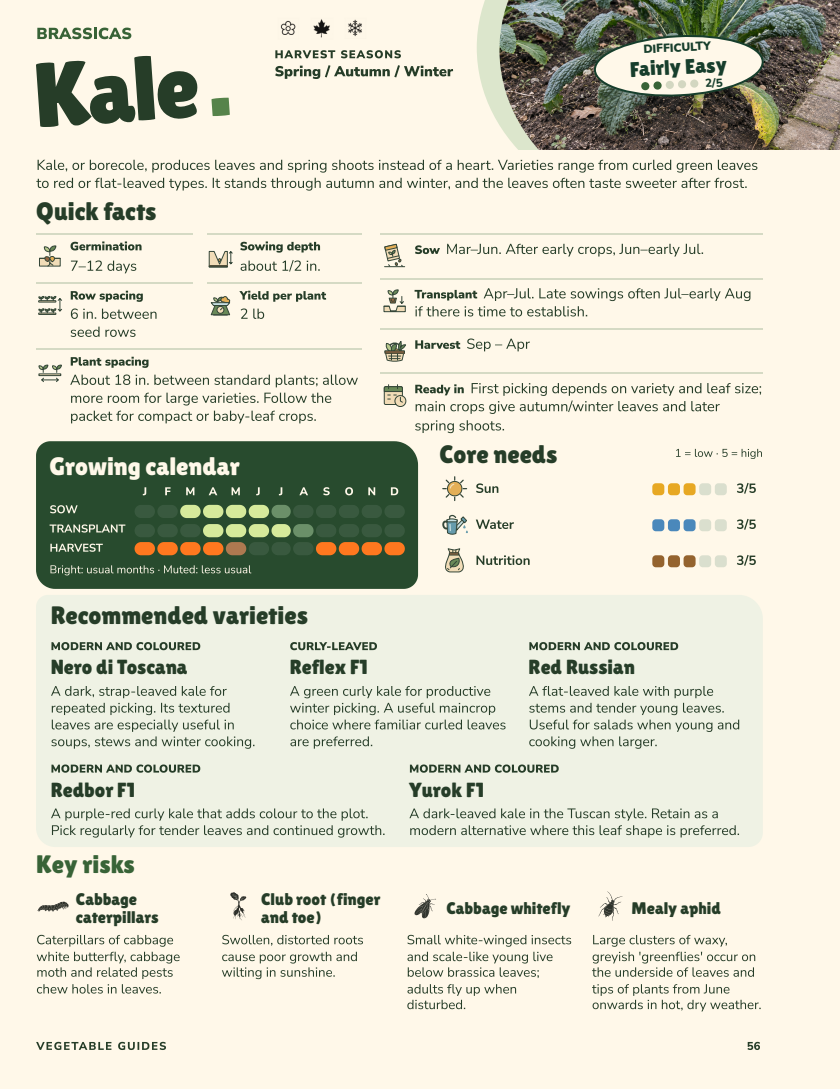 BRASSICAS
Kale.
HARVEST SEASONS
Spring / Autumn / Winter
DIFFICULTY
Fairly Easy
2/5
Kale, or borecole, produces leaves and spring shoots instead of a heart. Varieties range from curled green leaves
to red or flat-leaved types. It stands through autumn and winter, and the leaves often taste sweeter after frost.
Quick facts
Germination
7–12 days
Sowing depth
about 1/2 in.
Row spacing
6 in. between
seed rows
Yield per plant
2 lb
Plant spacing
About 18 in. between standard plants; allow
more room for large varieties. Follow the
packet for compact or baby-leaf crops.
Sow Mar–Jun. After early crops, Jun–early Jul.
Transplant Apr–Jul. Late sowings often Jul–early Aug
if there is time to establish.
Harvest Sep – Apr
Ready in First picking depends on variety and leaf size;
main crops give autumn/winter leaves and later
spring shoots.
Growing calendar
J F M A M J J A S O N D
SOW
TRANSPLANT
HARVEST
Bright: usual months · Muted: less usual
Core needs
1 = low · 5 = high
Sun 3/5
Water 3/5
Nutrition 3/5
Recommended varieties
MODERN AND COLOURED
Nero di Toscana
A dark, strap-leaved kale for
repeated picking. Its textured
leaves are especially useful in
soups, stews and winter cooking.
CURLY-LEAVED
Reflex F1
A green curly kale for productive
winter picking. A useful maincrop
choice where familiar curled leaves
are preferred.
MODERN AND COLOURED
Red Russian
A flat-leaved kale with purple
stems and tender young leaves.
Useful for salads when young and
cooking when larger.
MODERN AND COLOURED
Redbor F1
A purple-red curly kale that adds colour to the plot.
Pick regularly for tender leaves and continued growth.
MODERN AND COLOURED
Yurok F1
A dark-leaved kale in the Tuscan style. Retain as a
modern alternative where this leaf shape is preferred.
Key risks
Cabbage
caterpillars
Caterpillars of cabbage
white butterfly, cabbage
moth and related pests
chew holes in leaves.
Club root (finger
and toe)
Swollen, distorted roots
cause poor growth and
wilting in sunshine.
Cabbage whitefly
Small white-winged insects
and scale-like young live
below brassica leaves;
adults fly up when
disturbed.
Mealy aphid
Large clusters of waxy,
greyish 'greenflies' occur on
the underside of leaves and
tips of plants from June
onwards in hot, dry weather.
VEGETABLE GUIDES
56